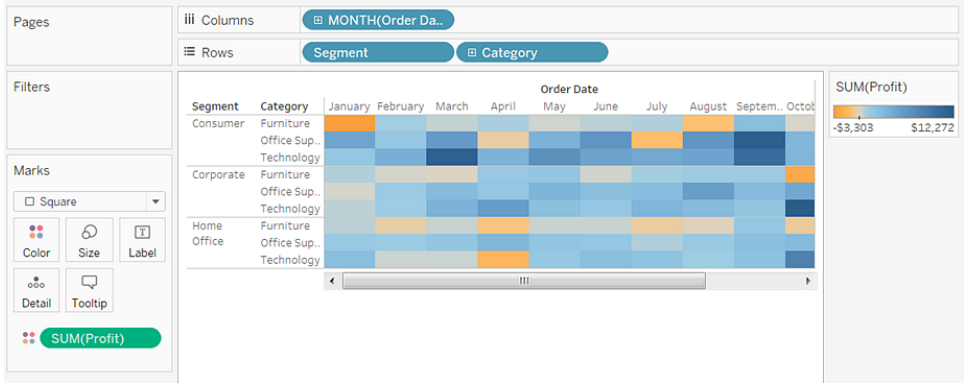 Pages
iii Columns
⊞ MONTH(Order Da..
Rows
Segment
⊞ Category
Filters
Marks
Square
Color
Size
Label
Detail
Tooltip
SUM(Profit)
Order Date
Segment Category January February March April May June July August Septem.. Octob
Consumer Furniture
Office Sup..
Technology
Corporate Furniture
Office Sup..
Technology
Home Office Furniture
Office Sup..
Technology
SUM(Profit)
-$3,303 $12,272